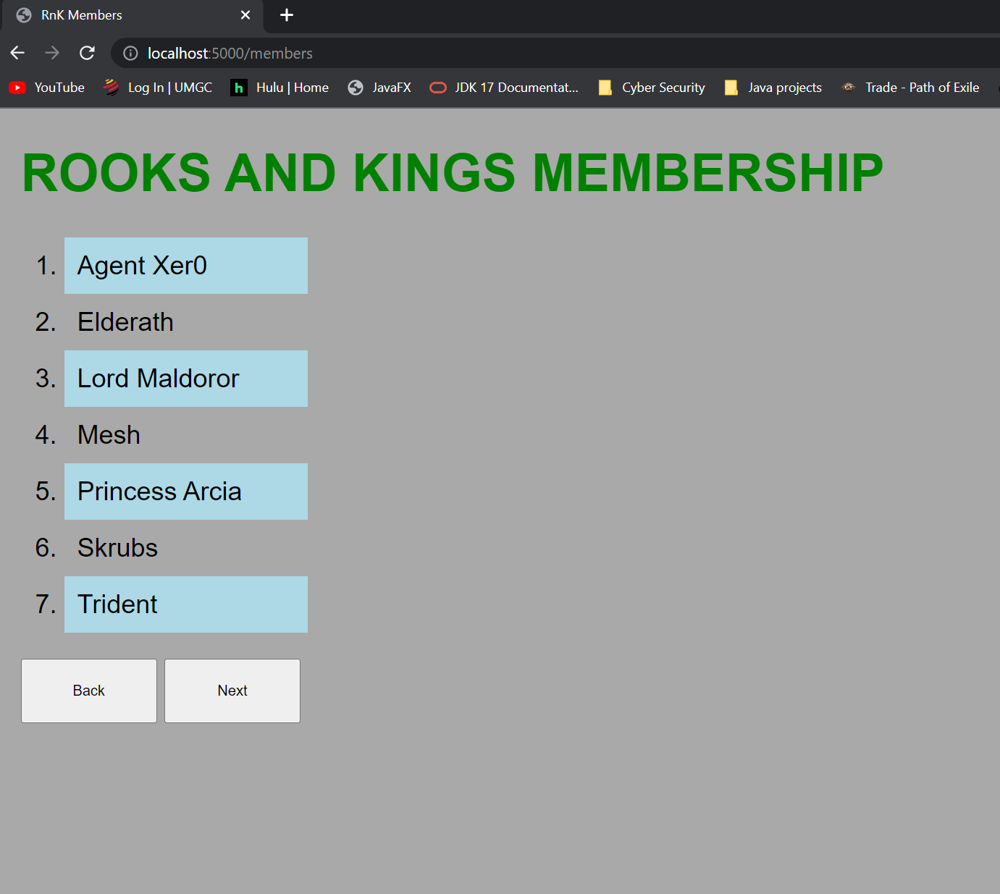 RnK Members
localhost:5000/members
YouTube Log In | UMGC h Hulu | Home JavaFX JDK 17 Documentat... Cyber Security Java projects Trade - Path of Exile
ROOKS AND KINGS MEMBERSHIP
1. Agent Xer0
2. Elderath
3. Lord Maldoror
4. Mesh
5. Princess Arcia
6. Skrubs
7. Trident
Back Next